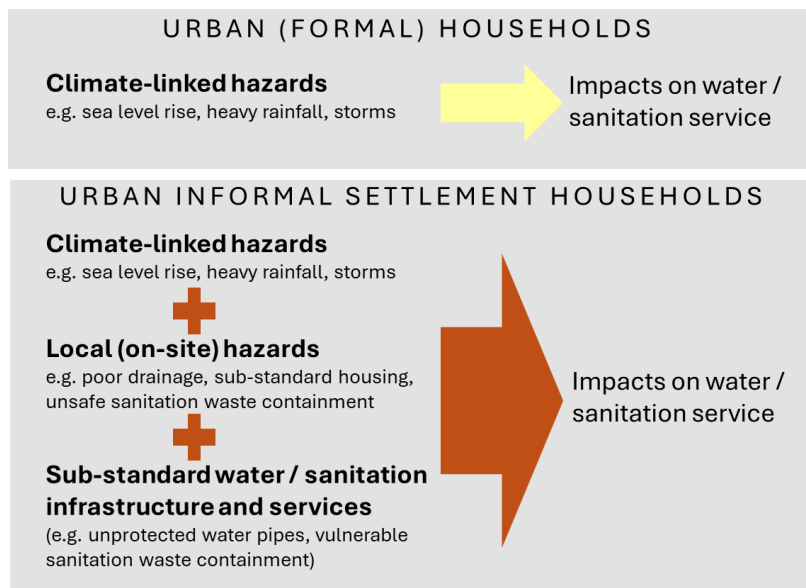 URBAN (FORMAL) HOUSEHOLDS
Climate-linked hazards
e.g. sea level rise, heavy rainfall, storms
Impacts on water /
sanitation service
URBAN INFORMAL SETTLEMENT HOUSEHOLDS
Climate-linked hazards
e.g. sea level rise, heavy rainfall, storms
Local (on-site) hazards
e.g. poor drainage, sub-standard housing,
unsafe sanitation waste containment
Sub-standard water / sanitation
infrastructure and services
(e.g. unprotected water pipes, vulnerable
sanitation waste containment)
Impacts on water /
sanitation service